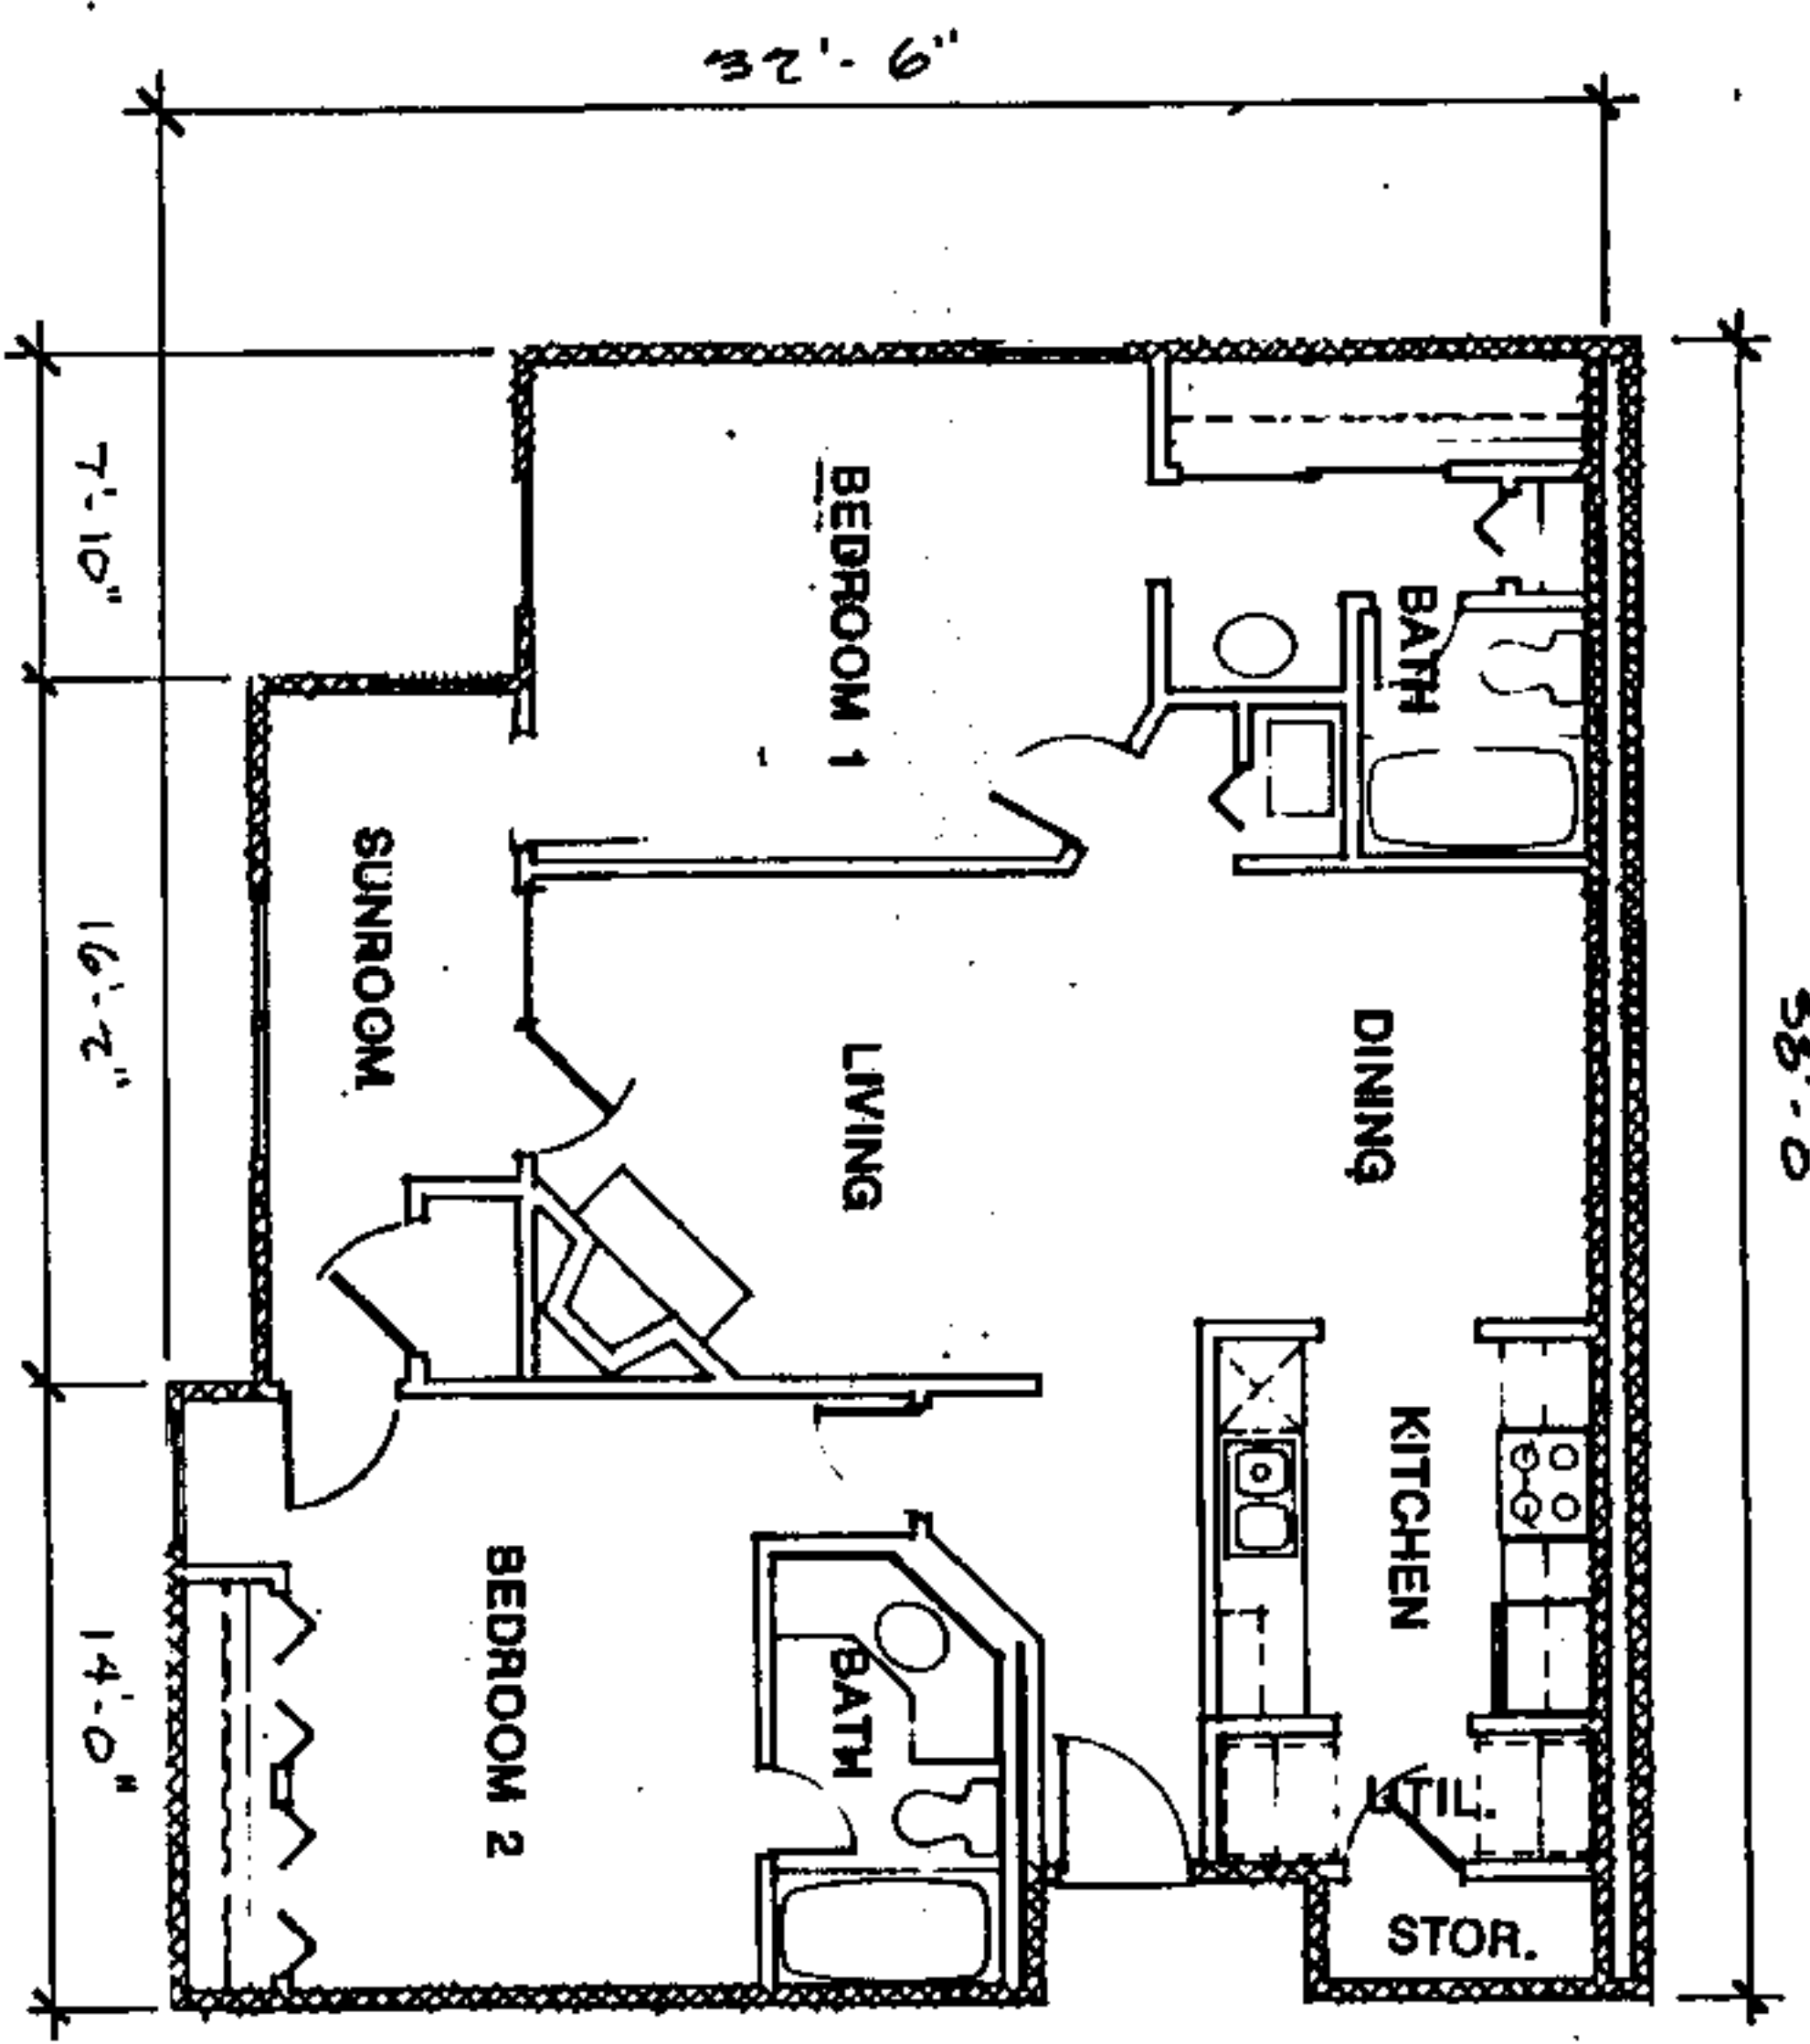 32'-6"
7'-10"
BEDROOM 1
BATH
SUNROOM
16'-2"
LIVING
DINING
38'-0
KITCHEN
BEDROOM 2
BATH
14'-0"
UTIL.
STOR.